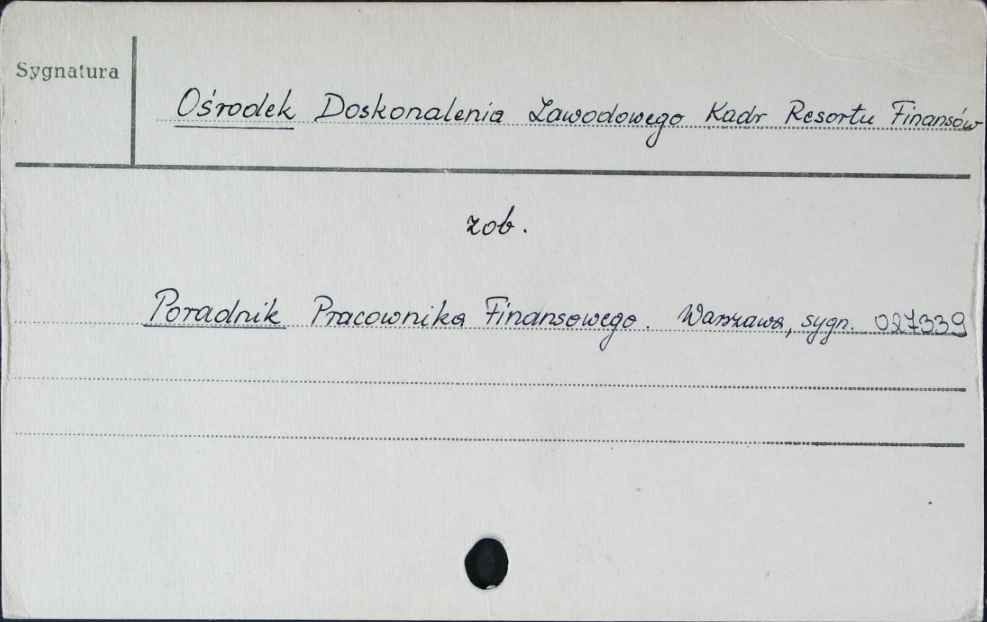 Sygnatura
Ośrodek Doskonalenia Zawodowego Kadr Resortu Finansów
zob.
Poradnik Pracownika Finansowego. Warszawa, sygn. 027339